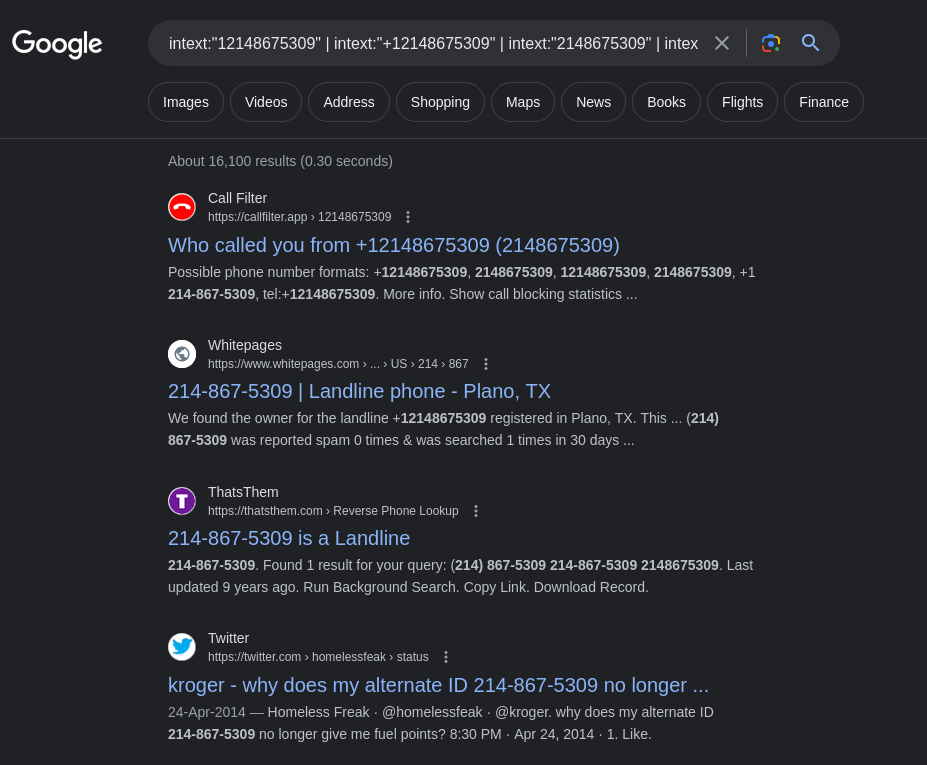 Google
intext:"12148675309" | intext:"+12148675309" | intext:"2148675309" | intex
Images
Videos
Address
Shopping
Maps
News
Books
Flights
Finance
About 16,100 results (0.30 seconds)
Call Filter
https://callfilter.app › 12148675309
Who called you from +12148675309 (2148675309)
Possible phone number formats: +12148675309, 2148675309, 12148675309, 2148675309, +1
214-867-5309, tel:+12148675309. More info. Show call blocking statistics ...
Whitepages
https://www.whitepages.com › ... › US › 214 › 867
214-867-5309 | Landline phone - Plano, TX
We found the owner for the landline +12148675309 registered in Plano, TX. This ... (214)
867-5309 was reported spam 0 times & was searched 1 times in 30 days ...
T
ThatsThem
https://thatsthem.com › Reverse Phone Lookup
214-867-5309 is a Landline
214-867-5309. Found 1 result for your query: (214) 867-5309 214-867-5309 2148675309. Last
updated 9 years ago. Run Background Search. Copy Link. Download Record.
Twitter
https://twitter.com › homelessfeak › status
kroger - why does my alternate ID 214-867-5309 no longer ...
24-Apr-2014 — Homeless Freak · @homelessfeak · @kroger. why does my alternate ID
214-867-5309 no longer give me fuel points? 8:30 PM · Apr 24, 2014 · 1. Like.